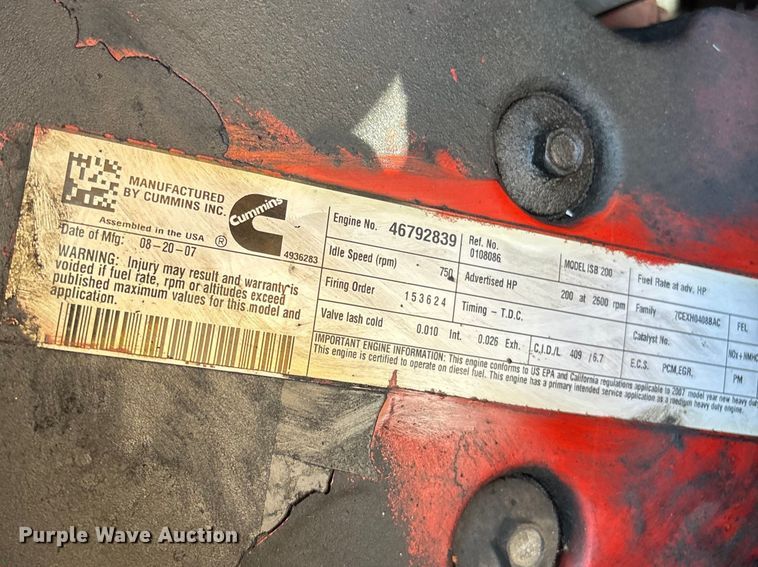 MANUFACTURED
BY CUMMINS INC.
Cummins
Assembled in the USA ® 4936283
Date of Mfg: 08-20-07
WARNING: Injury may result and warranty is
voided if fuel rate, rpm or altitudes exceed
published maximum values for this model and
application.
Engine No. 46792839
Idle Speed (rpm) 750
Firing Order 153624
Valve lash cold 0.010 Int. 0.026 Exh.
Ref. No.
0108086
MODEL ISB 200
Advertised HP 200 at 2600 rpm
Timing - T.D.C.
C.I.D./L 409 /6.7
Fuel Rate at adv. HP
Family 7CEXH0408BAC
Catalyst No.
E.C.S. PCM,EGR,
FEL
NOx+NMHC
PM
IMPORTANT ENGINE INFORMATION: This engine conforms to US EPA and California regulations applicable to 2007 model year new heavy dut
This engine is certified to operate on diesel fuel. This engine has a primary intended service application as a medium heavy duty engine.
Purple Wave Auction